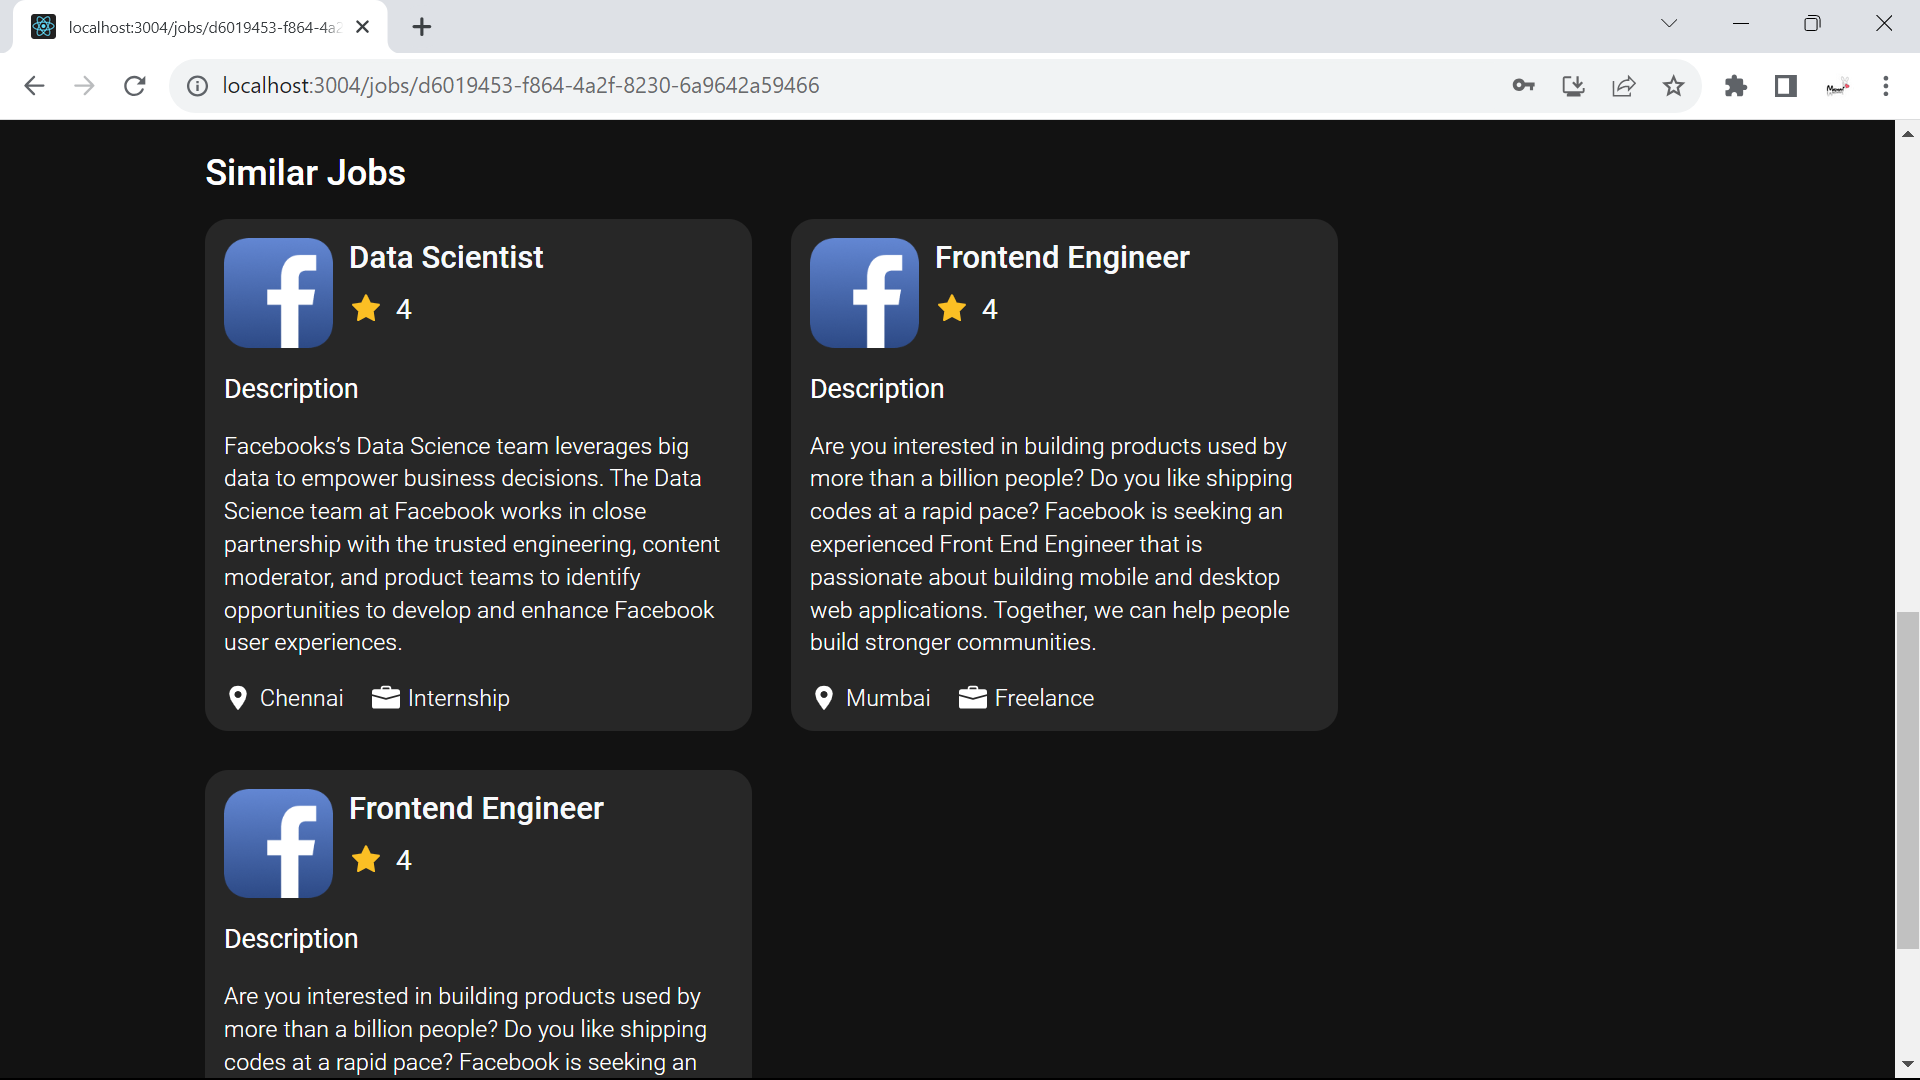 localhost:3004/jobs/d6019453-f864-4a2
localhost:3004/jobs/d6019453-f864-4a2f-8230-6a9642a59466
Similar Jobs
Data Scientist
4
Description
Facebooks’s Data Science team leverages big
data to empower business decisions. The Data
Science team at Facebook works in close
partnership with the trusted engineering, content
moderator, and product teams to identify
opportunities to develop and enhance Facebook
user experiences.
Chennai Internship
Frontend Engineer
4
Description
Are you interested in building products used by
more than a billion people? Do you like shipping
codes at a rapid pace? Facebook is seeking an
experienced Front End Engineer that is
passionate about building mobile and desktop
web applications. Together, we can help people
build stronger communities.
Mumbai Freelance
Frontend Engineer
4
Description
Are you interested in building products used by
more than a billion people? Do you like shipping
codes at a rapid pace? Facebook is seeking an